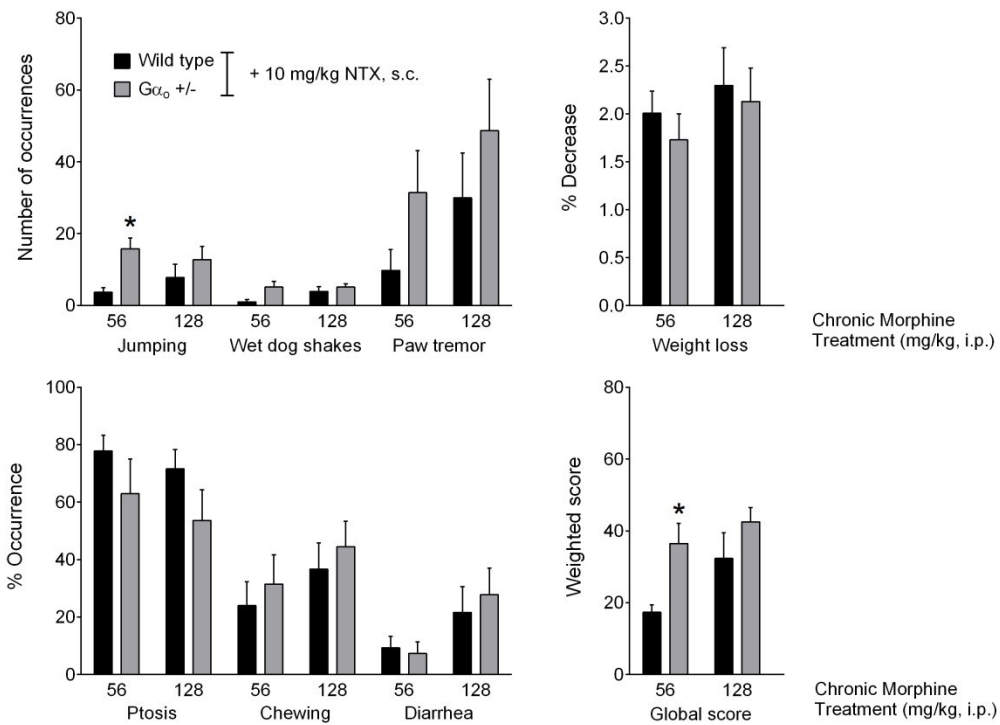 80
60
40
20
0
Number of occurrences
Wild type
Gαₒ +/-
+ 10 mg/kg NTX, s.c.
*
56 128 56 128 56 128
Jumping Wet dog shakes Paw tremor
3.0
2.5
2.0
1.5
1.0
0.5
0.0
% Decrease
56 128
Weight loss
Chronic Morphine
Treatment (mg/kg, i.p.)
100
80
60
40
20
0
% Occurrence
56 128 56 128 56 128
Ptosis Chewing Diarrhea
80
60
40
20
0
Weighted score
*
56 128
Global score
Chronic Morphine
Treatment (mg/kg, i.p.)